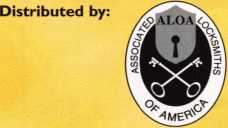 Distributed by:
ASSOCIATED LOCKSMITHS
ALOA
OF AMERICA